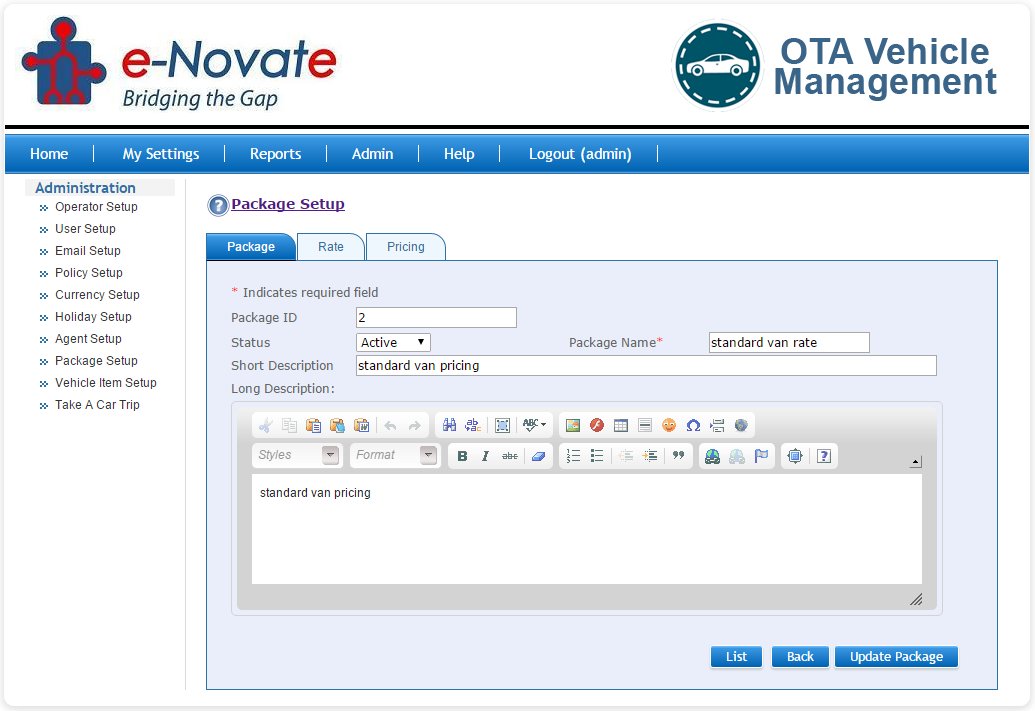 e-Novate
Bridging the Gap
OTA Vehicle
Management
Home My Settings Reports Admin Help Logout (admin)
Administration
Operator Setup
User Setup
Email Setup
Policy Setup
Currency Setup
Holiday Setup
Agent Setup
Package Setup
Vehicle Item Setup
Take A Car Trip
? Package Setup
Package Rate Pricing
* Indicates required field
Package ID 2
Status Active Package Name* standard van rate
Short Description standard van pricing
Long Description:
ABC
Styles Format B I abc ?
standard van pricing
List Back Update Package